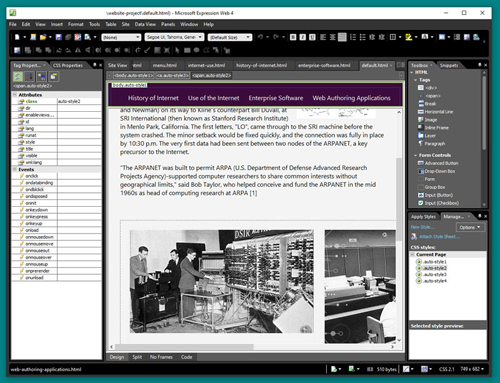 \website-project\default.html] - Microsoft Expression Web 4
File Edit View Insert Format Tools Table Data View Panels Window Help
(None) Segoe UI, Tahoma, Gene (Default Size)
Tag Propert... CSS Properties
Site View menu.html internet-use.html history-of-internet.html enterprise-software.html default.html
Toolbox Snippets
<body.auto-style1> <a.auto-style3> <span.auto-style2>
<span.auto-style2>
Attributes
class auto-style2
dir
enableviews...
id
lang
runat
style
title
visible
xml:lang
Events
onclick
ondatabinding
ondblclick
ondisposed
oninit
onkeydown
onkeypress
onkeyup
onload
onmousedown
onmousemove
onmouseout
onmouseover
onmouseup
onprerender
onunload
body.auto-style1
History of Internet Use of the Internet Enterprise Software Web Authoring Applications
and Newman) on its way to Kline's counterpart Bill Duvall, at
SRI International (then known as Stanford Research Institute)
in Menlo Park, California. The first letters, "LO", came through to the SRI machine before the
system crashed. The minor setback would be fixed quickly, and the connection was fully in place
by 10:30 p.m. The very first data had been sent between two nodes of the ARPANET, a key
precursor to the Internet.
"The ARPANET was built to permit ARPA (U.S. Department of Defense Advanced Research
Projects Agency)-supported computer researchers to share common interests without
geographical limits," said Bob Taylor, who helped conceive and fund the ARPANET in the mid
1960s as head of computing research at ARPA [1]
HTML
Tags
<div>
<span>
Break
Horizontal Line
Image
Inline Frame
Layer
Paragraph
Form Controls
Advanced Button
Drop-Down Box
Form
Group Box
Input (Button)
Input (Checkbox)
Apply Styles Manage...
New Style... Options
Attach Style Sheet...
CSS styles:
Current Page
.auto-style1
.auto-style2
.auto-style3
.auto-style4
Selected style preview:
Design Split No Frames Code
web-authoring-applications.html
IE8 510 bytes CSS 2.1 749 x 682